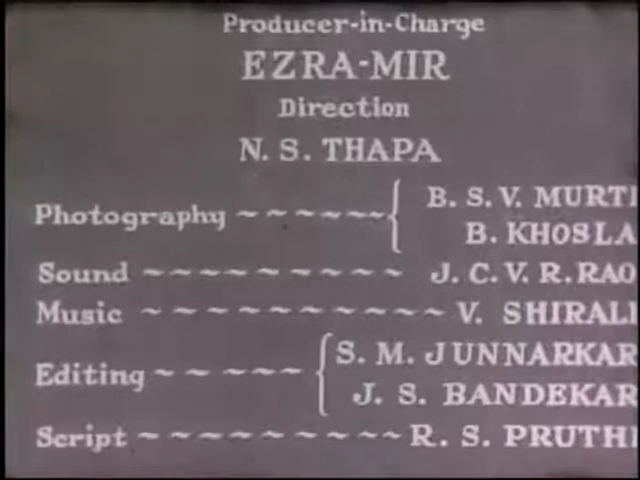 Producer-in-Charge
EZRA-MIR
Direction
N. S. THAPA
Photography ~ ~ ~ ~ ~ ~ { B. S. V. MURTI
B. KHOSLA
Sound ~ ~ ~ ~ ~ ~ ~ ~ ~ J. C. V. R. RAO
Music ~ ~ ~ ~ ~ ~ ~ ~ ~ ~ V. SHIRALI
Editing ~ ~ ~ ~ ~ { S. M. JUNNARKAR
J. S. BANDEKAR
Script ~ ~ ~ ~ ~ ~ ~ ~ ~ R. S. PRUTHI